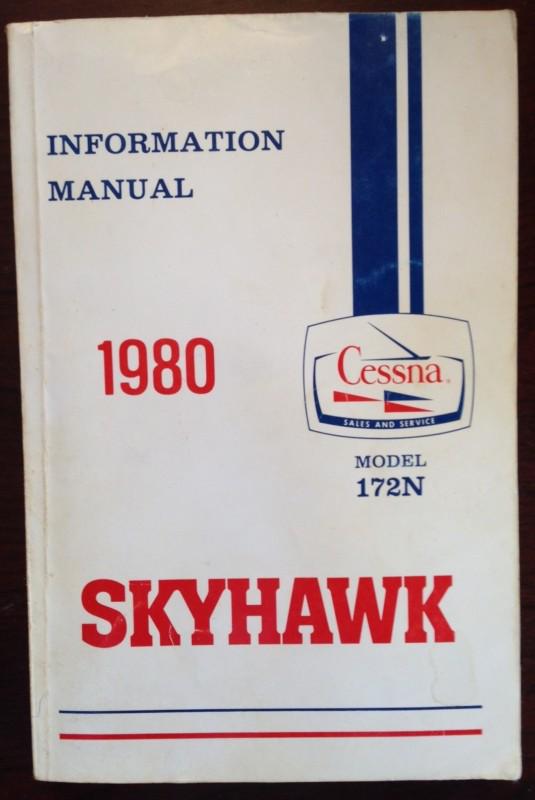 INFORMATION
MANUAL
1980
Cessna®
SALES AND SERVICE
MODEL
172N
SKYHAWK